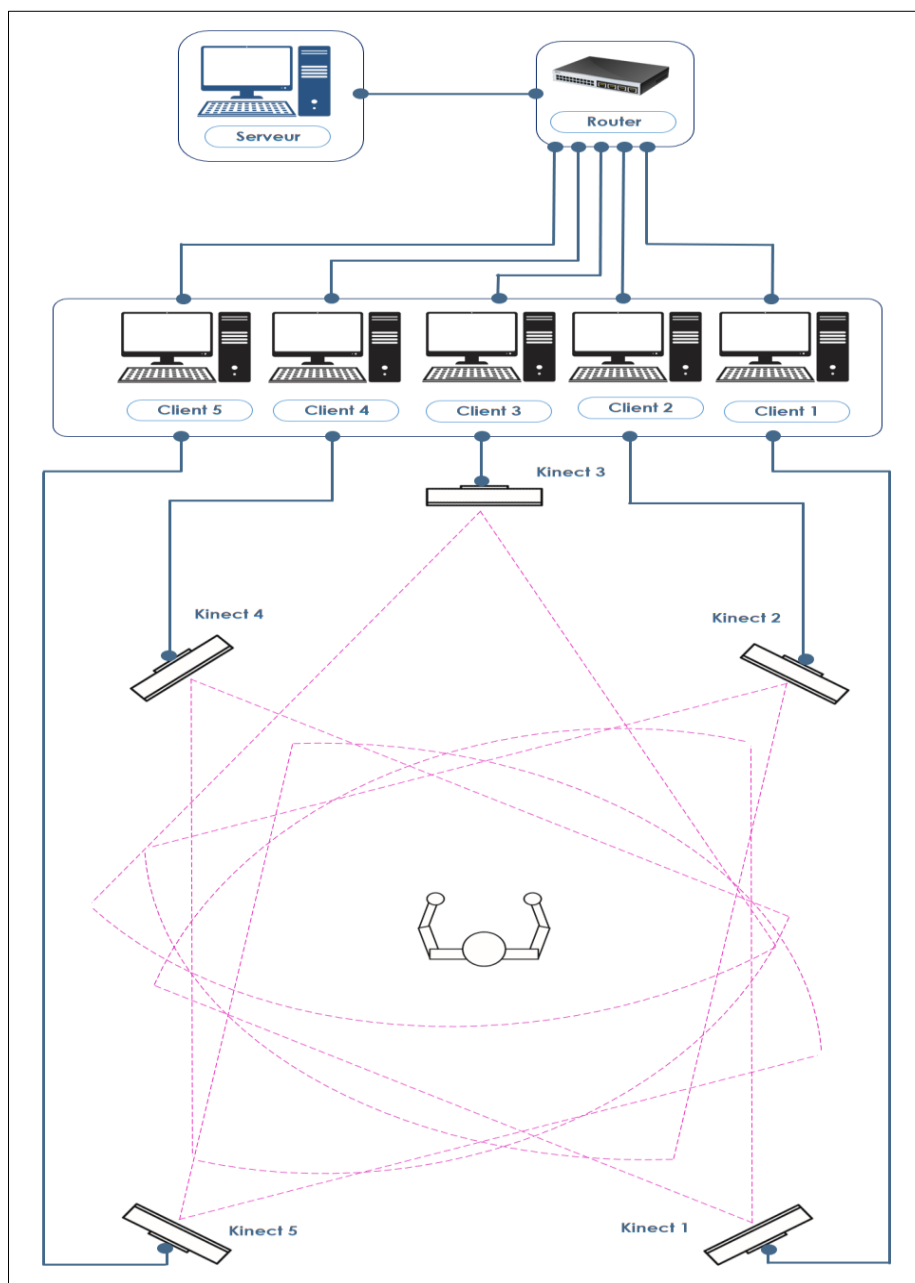 Serveur
Router
Client 5
Client 4
Client 3
Client 2
Client 1
Kinect 3
Kinect 4
Kinect 2
Kinect 5
Kinect 1